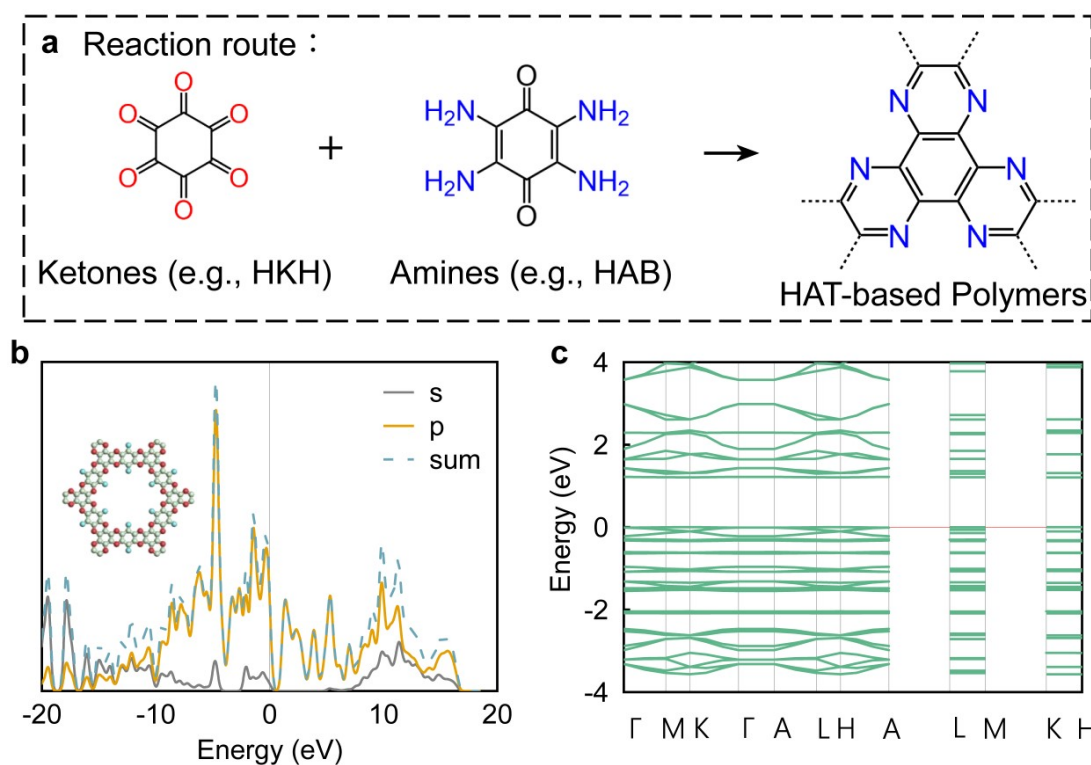 a Reaction route：
O
O
O
O
O
O
+
O
H₂N
NH₂
H₂N
NH₂
O
N
N
N
N
N
N
Ketones (e.g., HKH)
Amines (e.g., HAB)
HAT-based Polymers
b
s
p
sum
-20
-10
0
10
20
Energy (eV)
c
4
2
0
-2
-4
Energy (eV)
Γ M K Γ A L H A L M K H